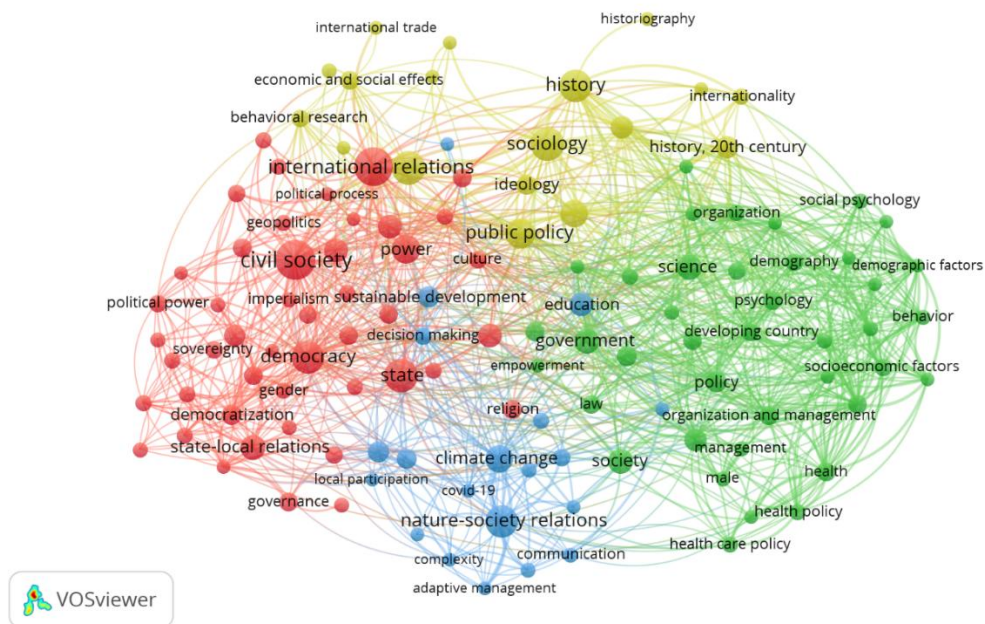 international trade
historiography
economic and social effects
history
internationality
behavioral research
sociology
history, 20th century
international relations
ideology
political process
social psychology
geopolitics
organization
public policy
power
civil society
culture
science
demography
demographic factors
imperialism
sustainable development
education
psychology
political power
behavior
decision making
developing country
sovereignty
government
democracy
empowerment
socioeconomic factors
state
policy
gender
religion
law
democratization
organization and management
state-local relations
management
climate change
society
local participation
male
health
covid-19
governance
nature-society relations
health policy
health care policy
complexity
communication
adaptive management
VOSviewer